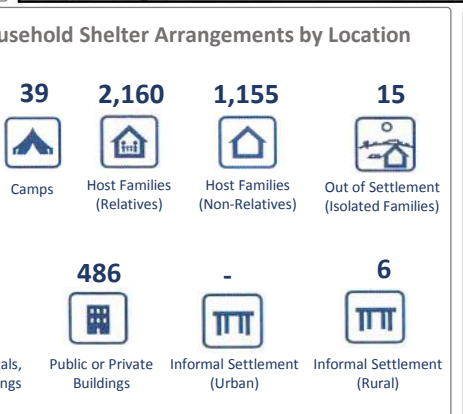 usehold Shelter Arrangements by Location
39 2,160 1,155 15
Camps Host Families Host Families Out of Settlement
(Relatives) (Non-Relatives) (Isolated Families)
486 - 6
als, Public or Private Informal Settlement Informal Settlement
ngs Buildings (Urban) (Rural)